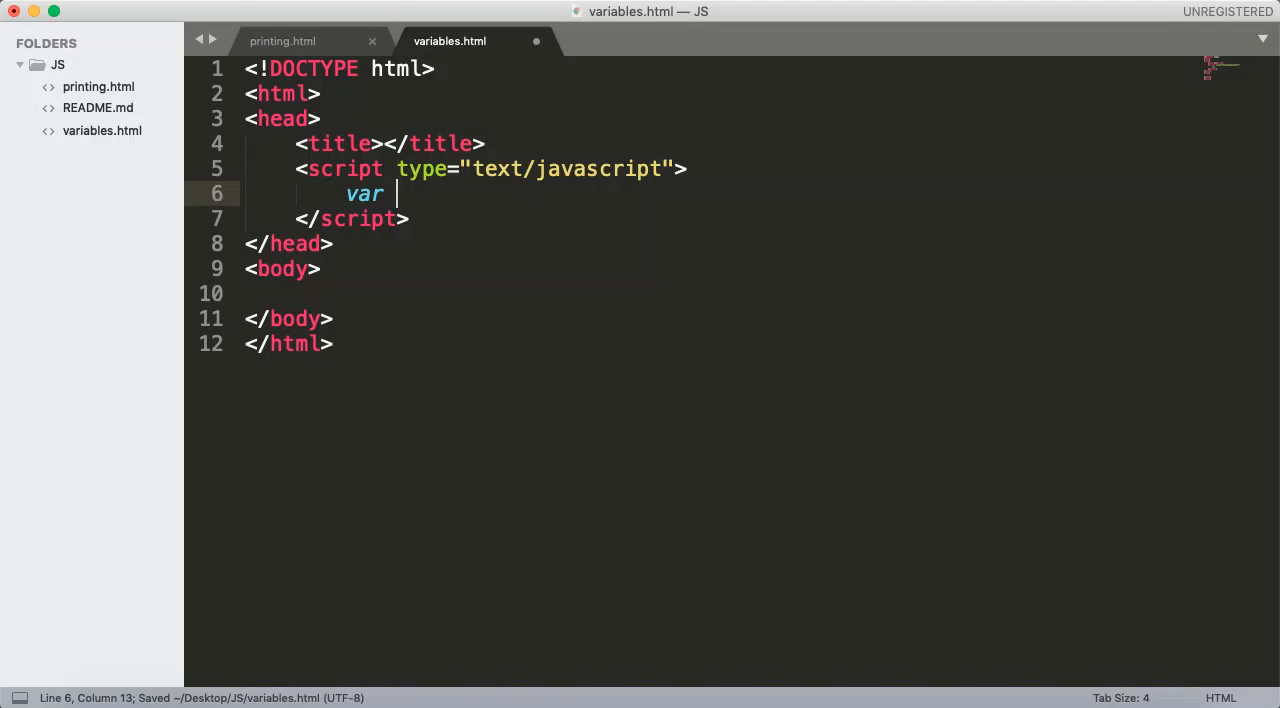 variables.html — JS
UNREGISTERED
FOLDERS
JS
printing.html
README.md
variables.html
printing.html
variables.html
1 <!DOCTYPE html>
2 <html>
3 <head>
4 <title></title>
5 <script type="text/javascript">
6 var
7 </script>
8 </head>
9 <body>
10
11 </body>
12 </html>
Line 6, Column 13; Saved ~/Desktop/JS/variables.html (UTF-8)
Tab Size: 4
HTML